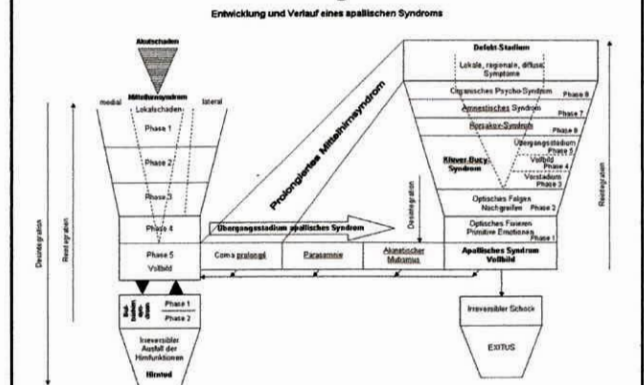 Entwicklung und Verlauf eines apallischen Syndroms
Akutschaden
Mittelhirnsyndrom
medial
Lokalschaden
lateral
Phase 1
Phase 2
Phase 3
Phase 4
Phase 5
Vollbild
Desintegration
Reintegration
Prolongiertes Mittelhirnsyndrom
Übergangsstadium apallisches Syndrom
Coma prolongé
Parasomnie
Akinetischer
Mutismus
Apallisches Syndrom
Vollbild
Phase 1
Phase 2
Irreversibler
Ausfall der
Hirnfunktionen
Hirntod
Defekt-Stadium
Lokale, regionale, diffuse
Symptome
Organisches Psycho-Syndrom
Phase 8
Amnestisches Syndrom
Phase 7
Korsakov-Syndrom
Phase 6
Übergangsstadium
Phase 5
Klüver-Bucy-
Syndrom
Vollbild
Phase 4
Vorstadium
Phase 3
Optisches Folgen
Nachgreifen
Phase 2
Optisches Fixieren
Primitive Emotionen
Phase 1
Desintegration
Reintegration
Irreversibler Schock
EXITUS